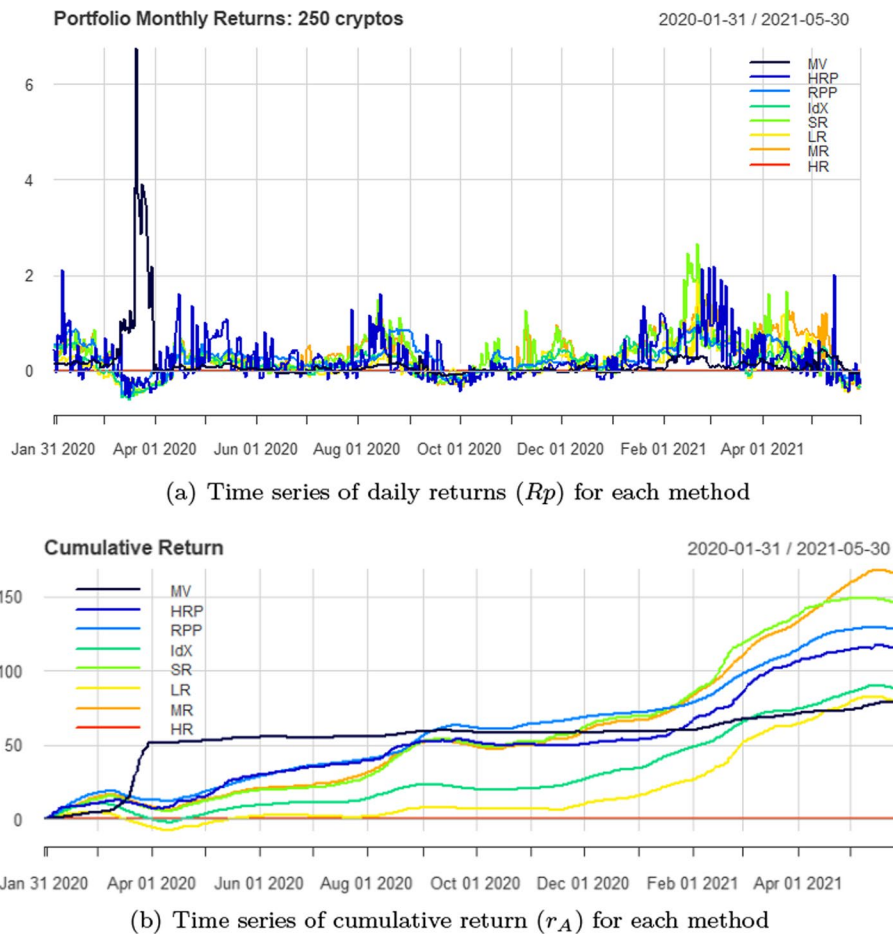 Portfolio Monthly Returns: 250 cryptos 2020-01-31 / 2021-05-30
MV
HRP
RPP
IdX
SR
LR
MR
HR
6
4
2
0
Jan 31 2020 Apr 01 2020 Jun 01 2020 Aug 01 2020 Oct 01 2020 Dec 01 2020 Feb 01 2021 Apr 01 2021
(a) Time series of daily returns (Rp) for each method
Cumulative Return 2020-01-31 / 2021-05-30
MV
HRP
RPP
IdX
SR
LR
MR
HR
150
100
50
0
Jan 31 2020 Apr 01 2020 Jun 01 2020 Aug 01 2020 Oct 01 2020 Dec 01 2020 Feb 01 2021 Apr 01 2021
(b) Time series of cumulative return (r_A) for each method